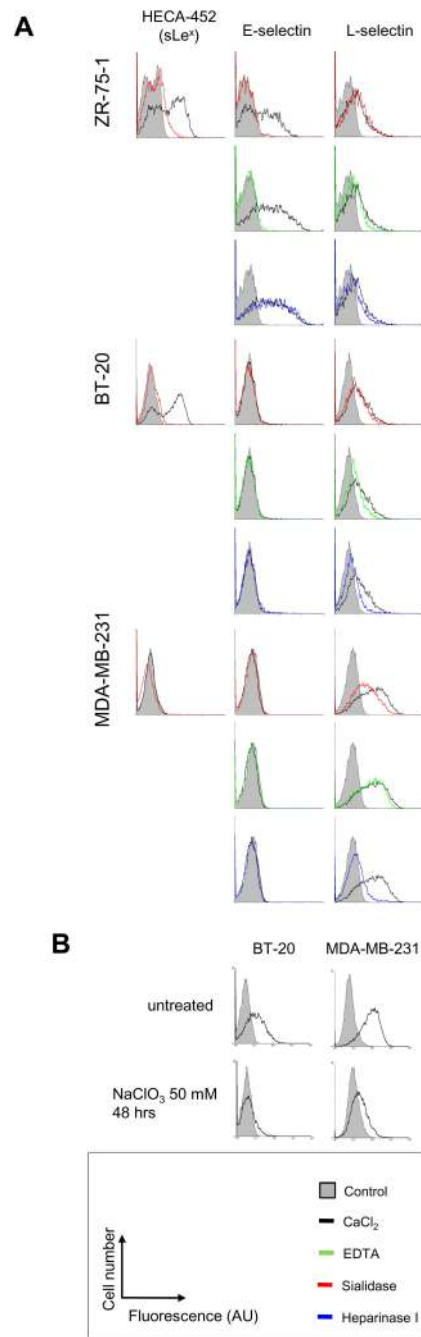 A
HECA-452
(sLeˣ)
E-selectin
L-selectin
ZR-75-1
BT-20
MDA-MB-231
B
BT-20
MDA-MB-231
untreated
NaClO₃ 50 mM
48 hrs
Cell number
Fluorescence (AU)
Control
CaCl₂
EDTA
Sialidase
Heparinase I